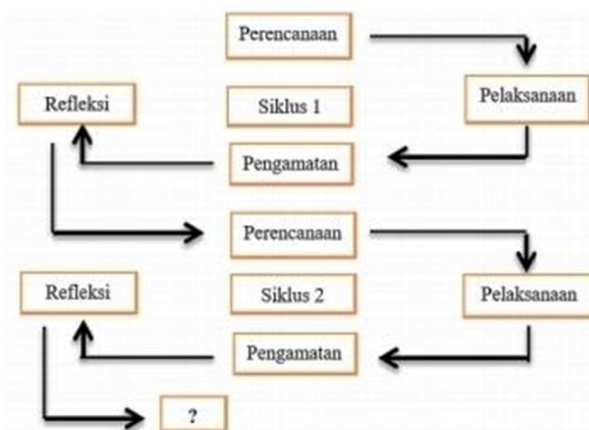 Perencanaan
Pelaksanaan
Refleksi
Siklus 1
Pengamatan
Perencanaan
Pelaksanaan
Refleksi
Siklus 2
Pengamatan
?